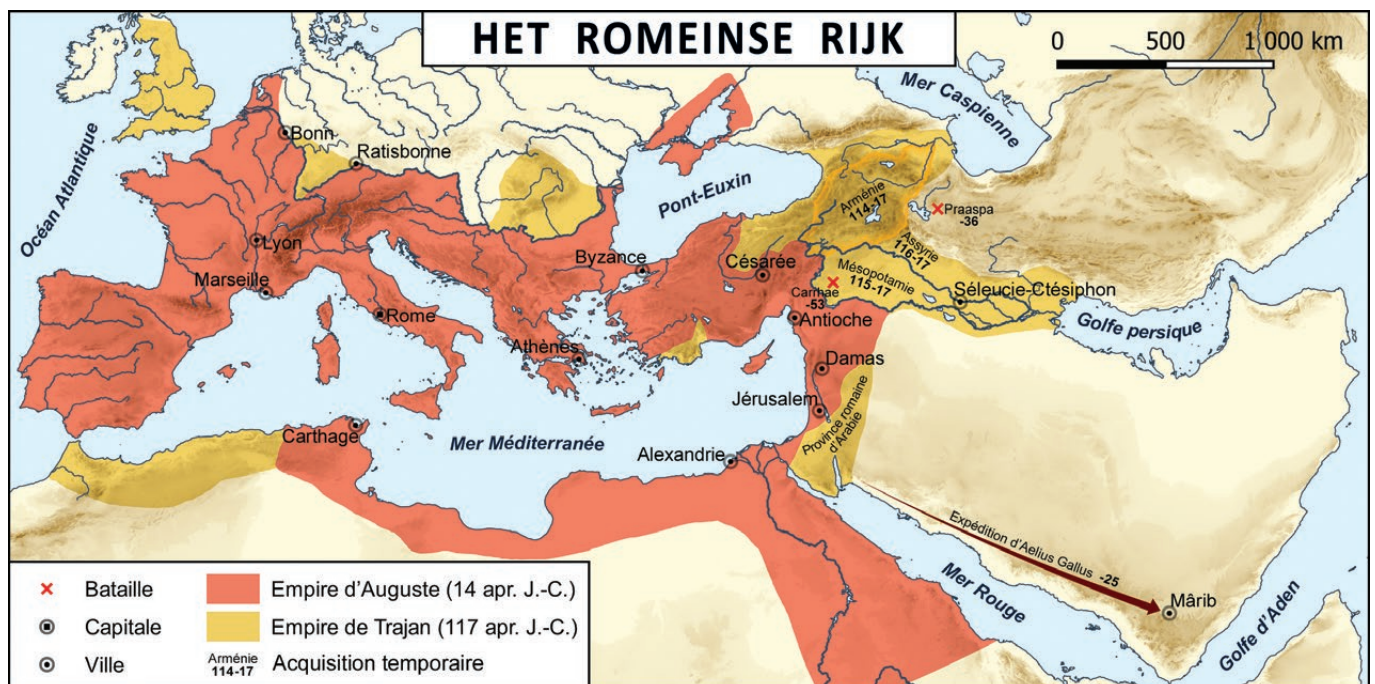 HET ROMEINSE RIJK
0 500 1 000 km
Mer Caspienne
Océan Atlantique
Bonn
Ratisbonne
Pont-Euxin
Arménie
114-17
Praaspa
-36
Lyon
Assyrie
116-17
Marseille
Byzance
Césarée
Mésopotamie
115-17
Séleucie-Ctésiphon
Carrhae
-53
Rome
Antioche
Golfe persique
Athènes
Damas
Jérusalem
Province romaine
d'Arabie
Carthage
Mer Méditerranée
Alexandrie
Expédition d'Aelius Gallus -25
Mer Rouge
Mârib
Golfe d'Aden
Bataille
Empire d'Auguste (14 apr. J.-C.)
Capitale
Empire de Trajan (117 apr. J.-C.)
Ville
Arménie
114-17
Acquisition temporaire